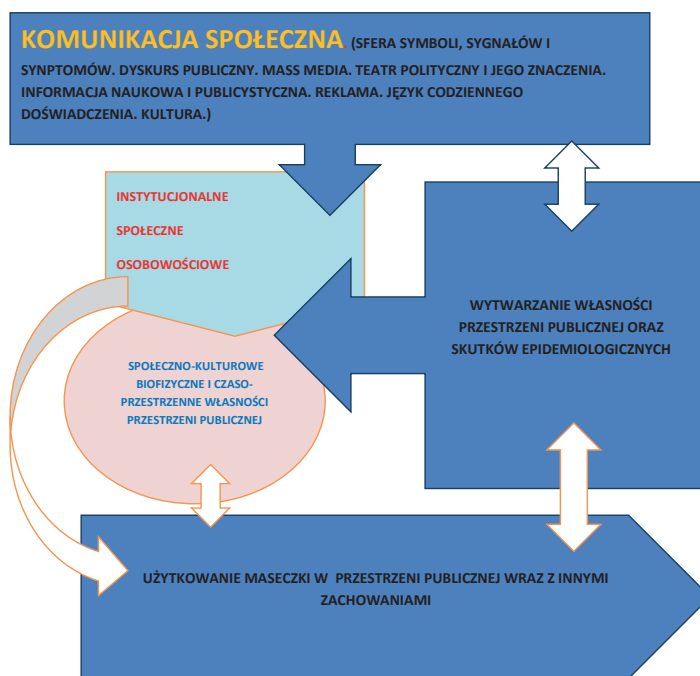 KOMUNIKACJA SPOŁECZNA (SFERA SYMBOLI, SYGNAŁÓW I
SYNPTOMÓW. DYSKURS PUBLICZNY. MASS MEDIA. TEATR POLITYCZNY I JEGO ZNACZENIA.
INFORMACJA NAUKOWA I PUBLICYSTYCZNA. REKLAMA. JĘZYK CODZIENNEGO
DOŚWIADCZENIA. KULTURA.)
INSTYTUCJONALNE
SPOŁECZNE
OSOBOWOŚCIOWE
WYTWARZANIE WŁASNOŚCI
PRZESTRZENI PUBLICZNEJ ORAZ
SKUTKÓW EPIDEMIOLOGICZNYCH
SPOŁECZNO-KULTUROWE
BIOFIZYCZNE I CZASO-
PRZESTRZENNE WŁASNOŚCI
PRZESTRZENI PUBLICZNEJ
UŻYTKOWANIE MASECZKI W PRZESTRZENI PUBLICZNEJ WRAZ Z INNYMI
ZACHOWANIAMI